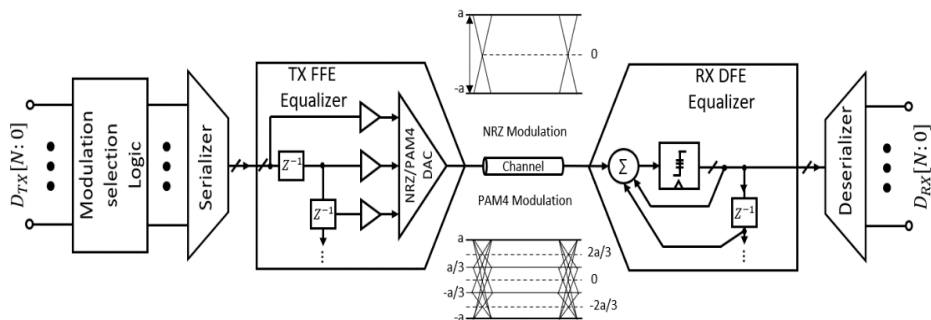 D_TX[N:0]
Modulation
selection
Logic
Serializer
TX FFE
Equalizer
Z⁻¹
Z⁻¹
NRZ/PAM4
DAC
a
0
-a
NRZ Modulation
Channel
PAM4 Modulation
a
2a/3
a/3
0
-a/3
-2a/3
-a
RX DFE
Equalizer
Σ
Z⁻¹
Deserializer
D_RX[N:0]